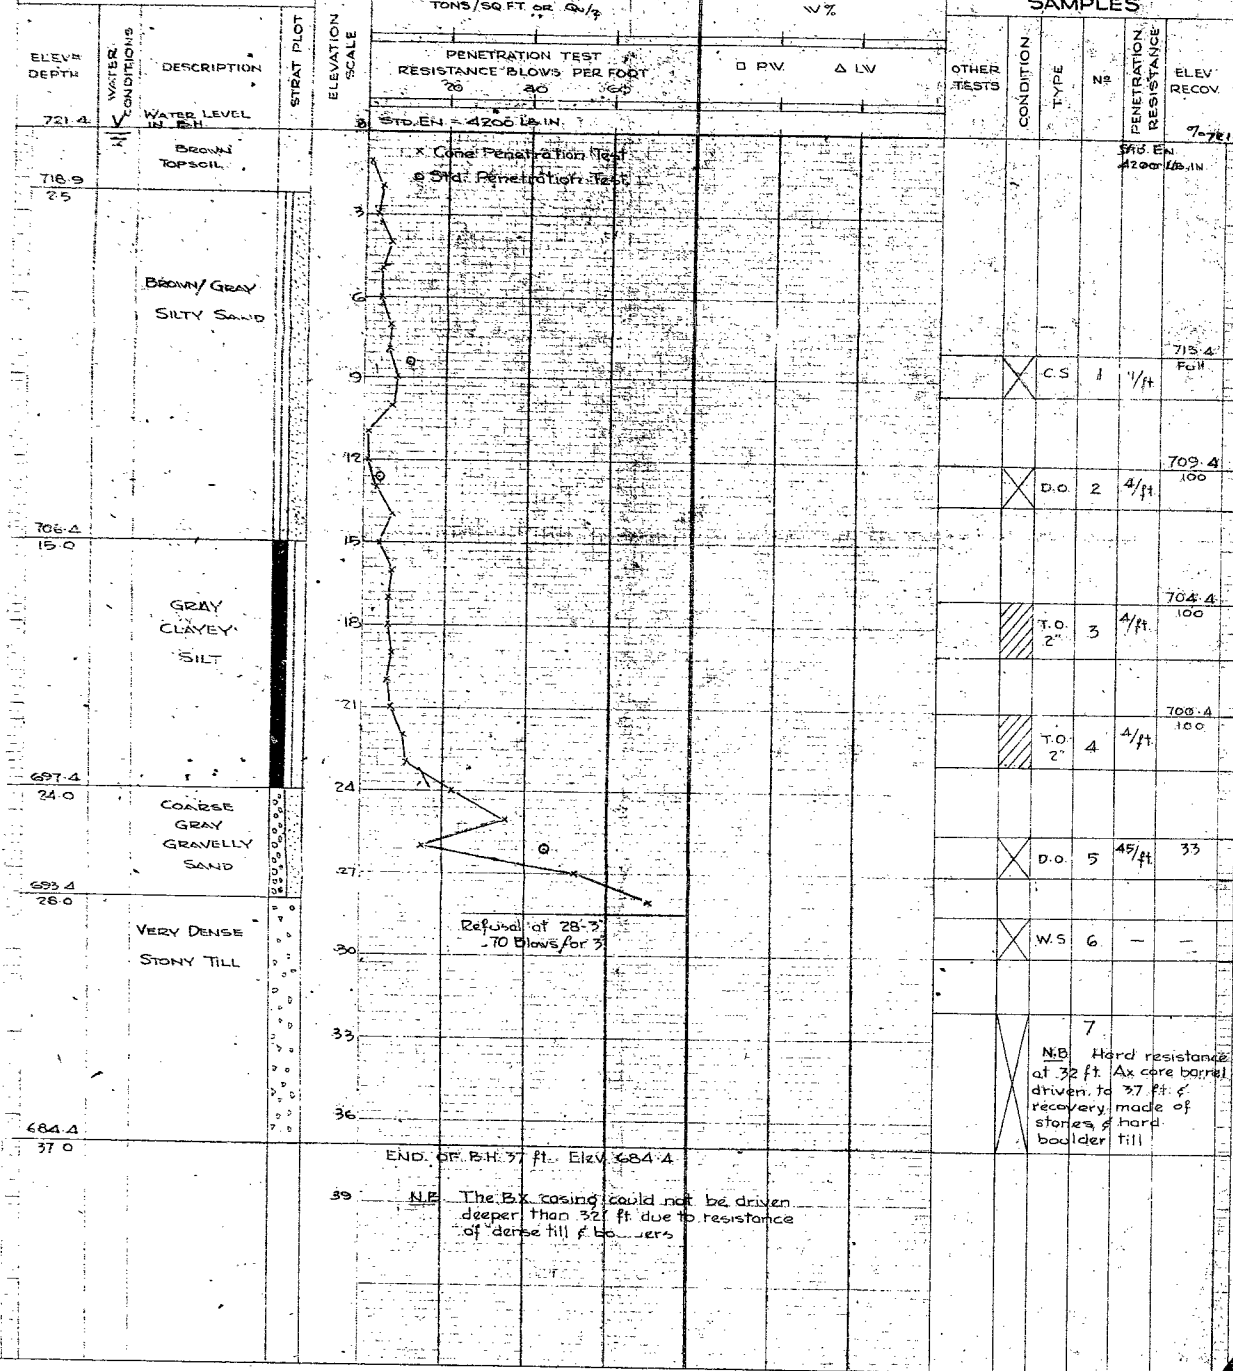 TONS/SQ.FT. OR QU/2
W%
SAMPLES
ELEVN
DEPTH
WATER CONDITIONS
DESCRIPTION
STRAT PLOT
ELEVATION SCALE
PENETRATION TEST
RESISTANCE BLOWS PER FOOT
20 40 60
□ P.W. △ L.W.
OTHER TESTS
CONDITION
TYPE
Nº
PENETRATION RESISTANCE
ELEV
RECOV.
%
STD. EN
4200 LB.IN
721.4
WATER LEVEL
IN B.H.
0
STD. EN = 4200 LB.IN.
x Cone Penetration Test
⊙ Std. Penetration Test
BROWN
TOPSOIL
718.9
2.5
3
BROWN/GRAY
SILTY SAND
6
9
713.4
C.S 1 1/ft Full
12
709.4
D.O. 2 4/ft 100
706.4
15.0
15
GRAY
CLAYEY
SILT
18
704.4
T.O. 2" 3 4/ft. 100
21
700.4
T.O. 2" 4 4/ft. 100
697.4
24.0
24
COARSE
GRAY
GRAVELLY
SAND
27
D.O. 5 45/ft. 33
693.4
28.0
VERY DENSE
STONY TILL
Refusal at 28'-3"
70 Blows for 3"
30
W.S 6 — —
33
7
N.B. Hard resistance
at 32 ft. Ax core barrel
driven to 37 ft. &
recovery made of
stones & hard
boulder till
36
684.4
37.0
END OF B.H. 37 ft. Elev. 684.4
39
N.B. The BX casing could not be driven
deeper than 32 ft due to resistance
of dense till &